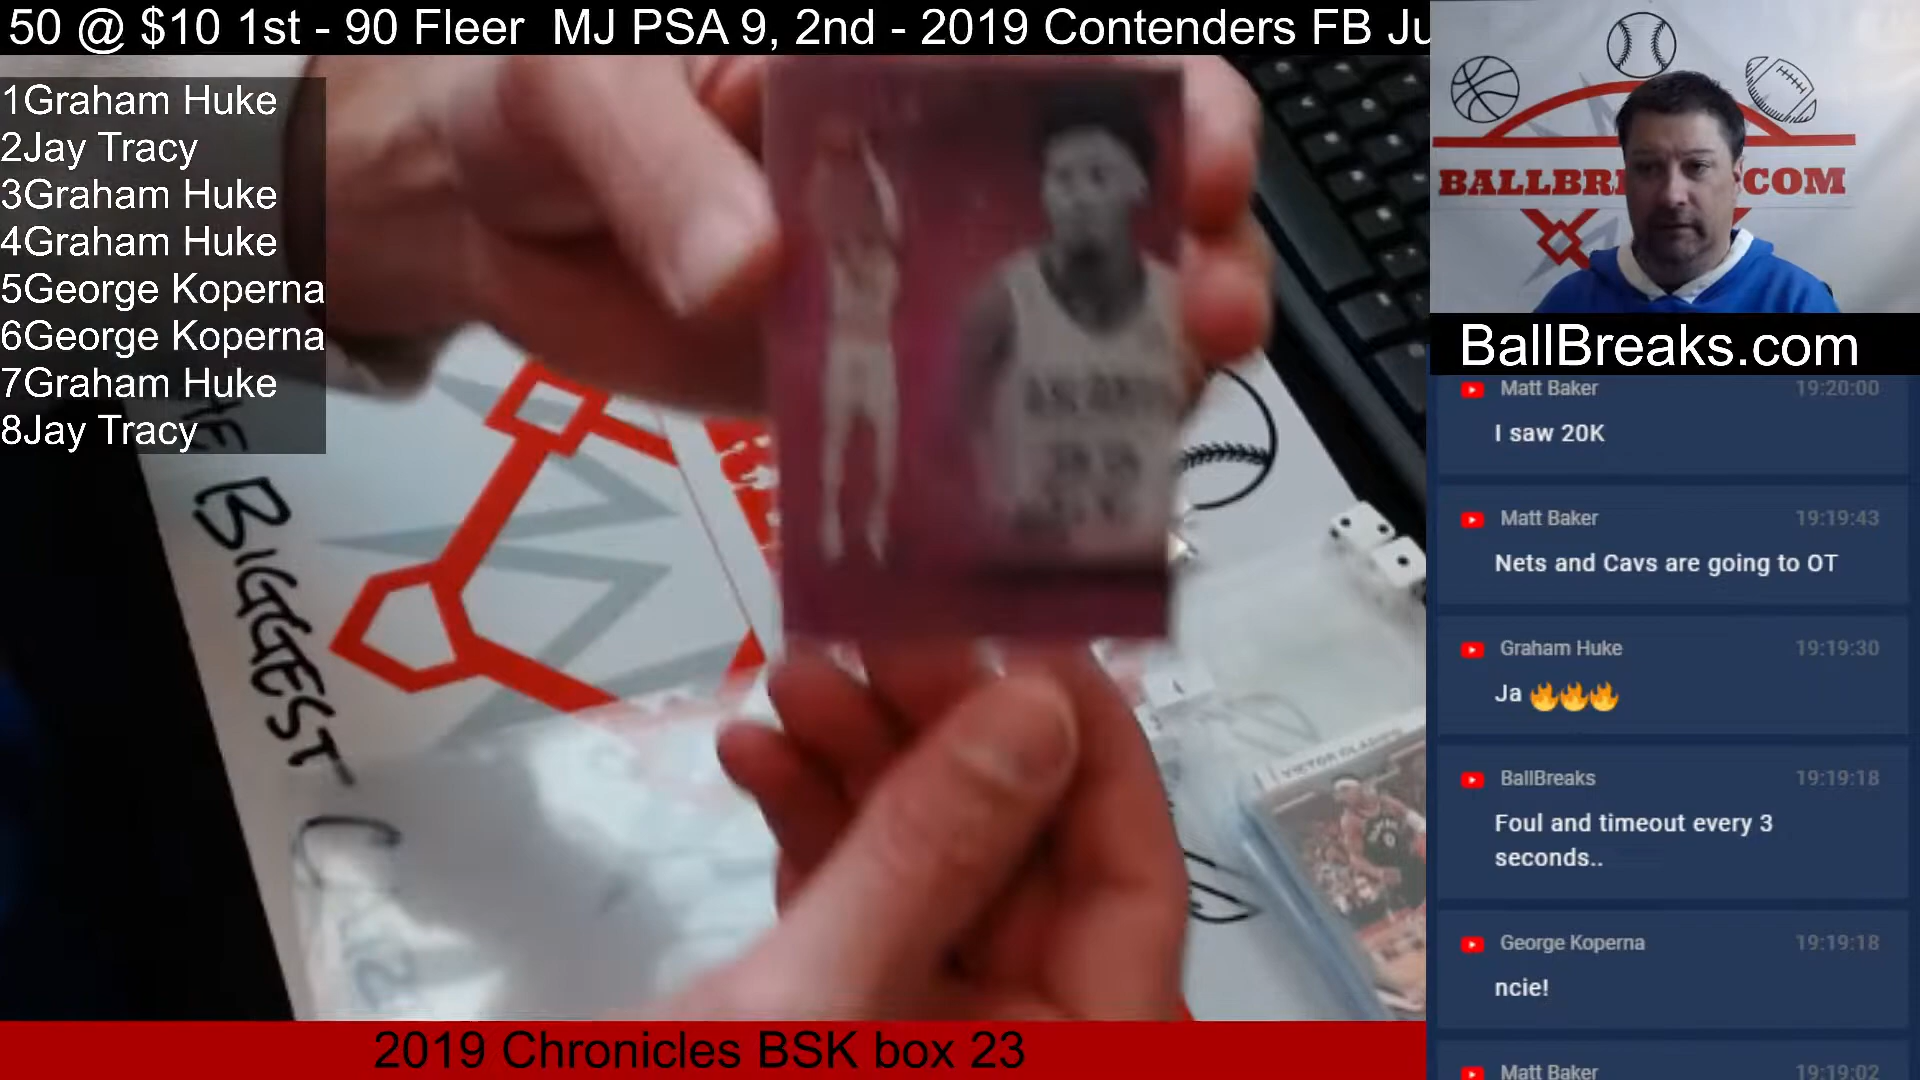 50 @ $10 1st - 90 Fleer  MJ PSA 9, 2nd - 2019 Contenders FB Ju
1Graham Huke
2Jay Tracy
3Graham Huke
4Graham Huke
5George Koperna
6George Koperna
7Graham Huke
8Jay Tracy
THE BIGGEST
2019 Chronicles BSK box 23
BallBreaks.com
Matt Baker 19:20:00
I saw 20K
Matt Baker 19:19:43
Nets and Cavs are going to OT
Graham Huke 19:19:30
Ja 🔥🔥🔥
BallBreaks 19:19:18
Foul and timeout every 3
seconds..
George Koperna 19:19:18
ncie!
Matt Baker 19:19:02